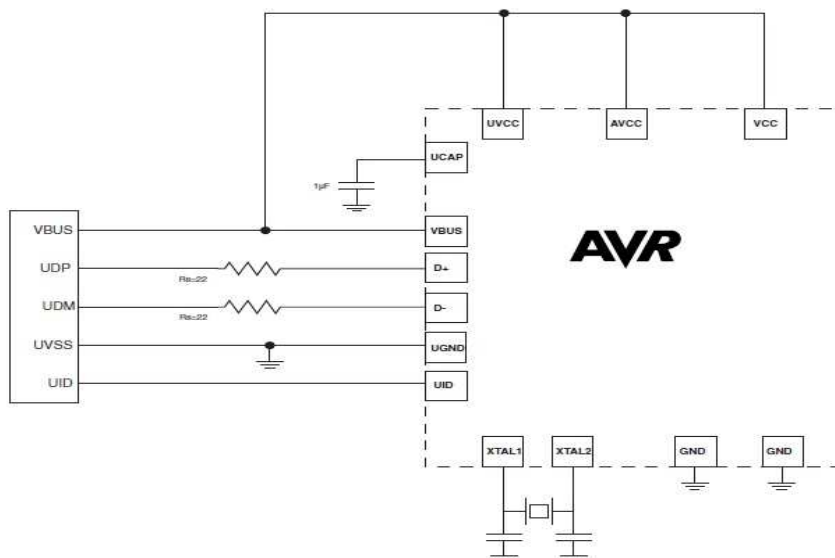 UVCC AVCC VCC
UCAP
1µF
VBUS VBUS
UDP Rs=22 D+
UDM Rs=22 D-
UVSS UGND
UID UID
AVR
XTAL1 XTAL2 GND GND